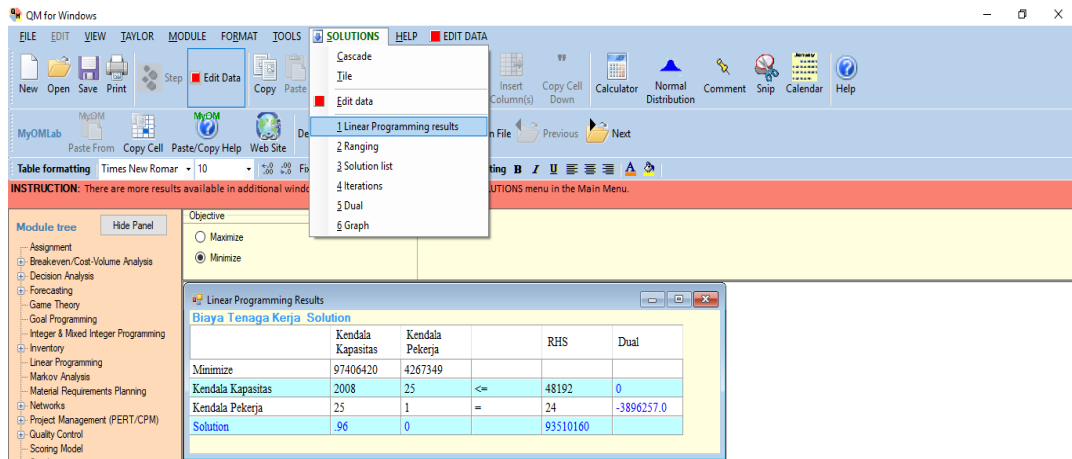 QM for Windows
FILE EDIT VIEW TAYLOR MODULE FORMAT TOOLS SOLUTIONS HELP EDIT DATA
New Open Save Print Step Edit Data Copy Paste
Cascade
Tile
Edit data
1 Linear Programming results
2 Ranging
3 Solution list
4 Iterations
5 Dual
6 Graph
Insert Column(s) Copy Cell Down Calculator Normal Distribution Comment Snip Calendar Help
MyOMLab MyOM Paste From Copy Cell MyOM Paste/Copy Help Web Site De n File Previous Next
Table formatting Times New Romar 10 Fix ting B I U A
INSTRUCTION: There are more results available in additional windo UTIONS menu in the Main Menu.
Module tree Hide Panel
Assignment
Breakeven/Cost-Volume Analysis
Decision Analysis
Forecasting
Game Theory
Goal Programming
Integer & Mixed Integer Programming
Inventory
Linear Programming
Markov Analysis
Material Requirements Planning
Networks
Project Management (PERT/CPM)
Quality Control
Scoring Model
Objective
Maximize
Minimize
Linear Programming Results
Biaya Tenaga Kerja Solution
Kendala Kapasitas Kendala Pekerja RHS Dual
Minimize 97406420 4267349
Kendala Kapasitas 2008 25 <= 48192 0
Kendala Pekerja 25 1 = 24 -3896257.0
Solution .96 0 93510160